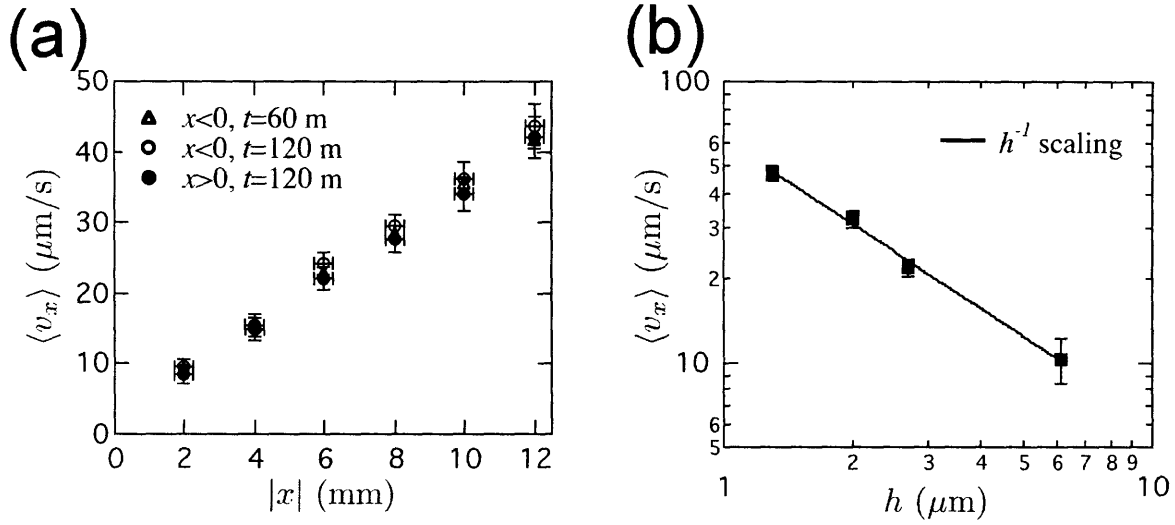 (a)
50
40
30
20
10
0
⟨vx⟩ (μm/s)
x<0, t=60 m
x<0, t=120 m
x>0, t=120 m
0 2 4 6 8 10 12
|x| (mm)
(b)
100
6
5
4
3
2
10
6
5
⟨vx⟩ (μm/s)
h⁻¹ scaling
1 2 3 4 5 6 7 8 9 10
h (μm)